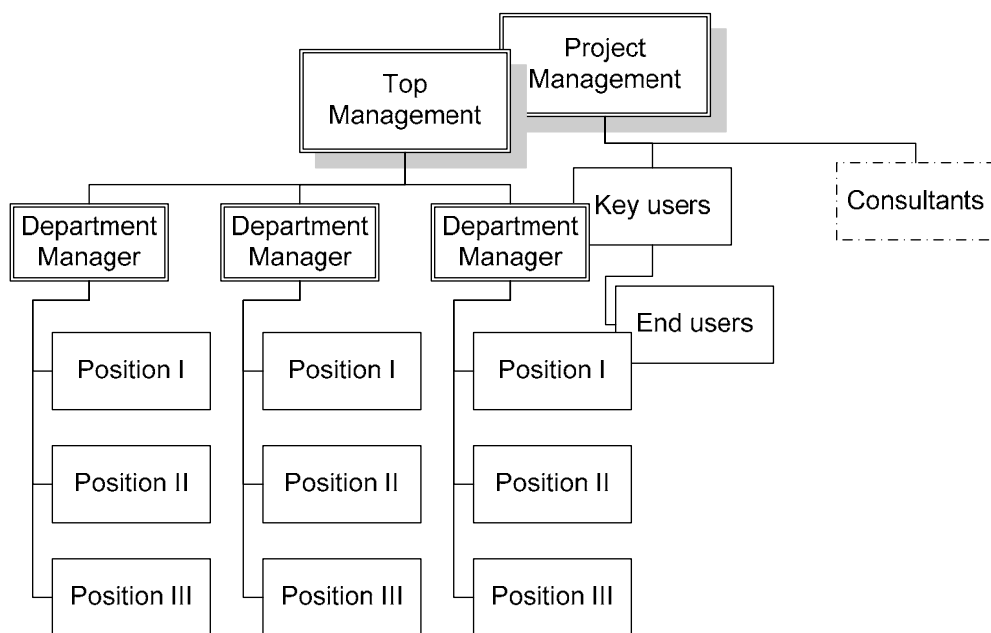 Project
Management
Top
Management
Key users
Consultants
Department
Manager
Department
Manager
Department
Manager
End users
Position I
Position I
Position I
Position II
Position II
Position II
Position III
Position III
Position III